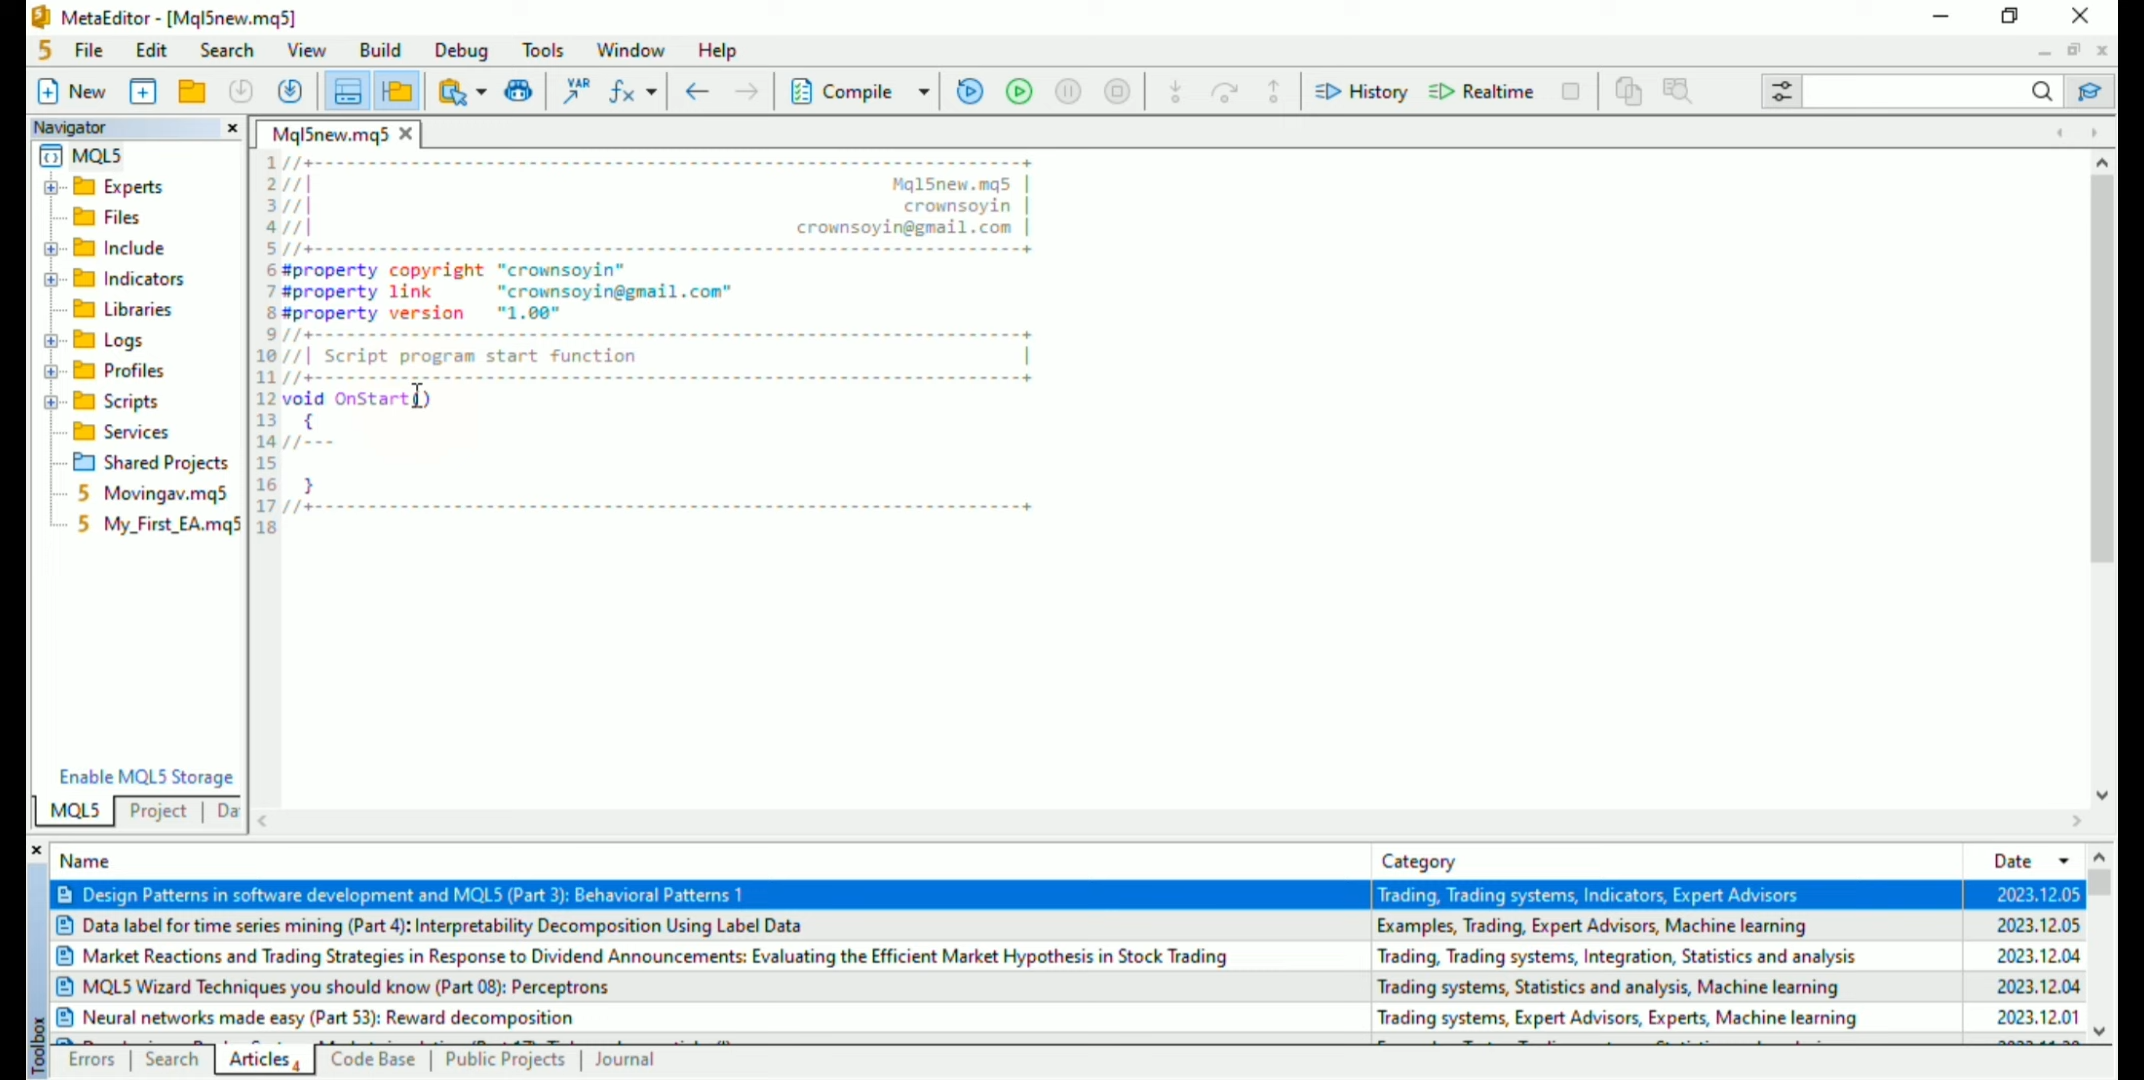 MetaEditor - [Mql5new.mq5]
File Edit Search View Build Debug Tools Window Help
New VAR fx Compile History Realtime
Navigator
Mql5new.mq5
MQL5
Experts
Files
Include
Indicators
Libraries
Logs
Profiles
Scripts
Services
Shared Projects
Movingav.mq5
My_First_EA.mq5
Enable MQL5 Storage
MQL5 Project Da
1 //+------------------------------------------------------------------+
2 //| Mql5new.mq5 |
3 //| crownsoyin |
4 //| crownsoyin@gmail.com |
5 //+------------------------------------------------------------------+
6 #property copyright "crownsoyin"
7 #property link "crownsoyin@gmail.com"
8 #property version "1.00"
9 //+------------------------------------------------------------------+
10 //| Script program start function |
11 //+------------------------------------------------------------------+
12 void OnStart()
13 {
14 //---
15
16 }
17 //+------------------------------------------------------------------+
18
Name Category Date
Design Patterns in software development and MQL5 (Part 3): Behavioral Patterns 1 Trading, Trading systems, Indicators, Expert Advisors 2023.12.05
Data label for time series mining (Part 4): Interpretability Decomposition Using Label Data Examples, Trading, Expert Advisors, Machine learning 2023.12.05
Market Reactions and Trading Strategies in Response to Dividend Announcements: Evaluating the Efficient Market Hypothesis in Stock Trading Trading, Trading systems, Integration, Statistics and analysis 2023.12.04
MQL5 Wizard Techniques you should know (Part 08): Perceptrons Trading systems, Statistics and analysis, Machine learning 2023.12.04
Neural networks made easy (Part 53): Reward decomposition Trading systems, Expert Advisors, Experts, Machine learning 2023.12.01
Toolbox
Errors Search Articles 4 Code Base Public Projects Journal